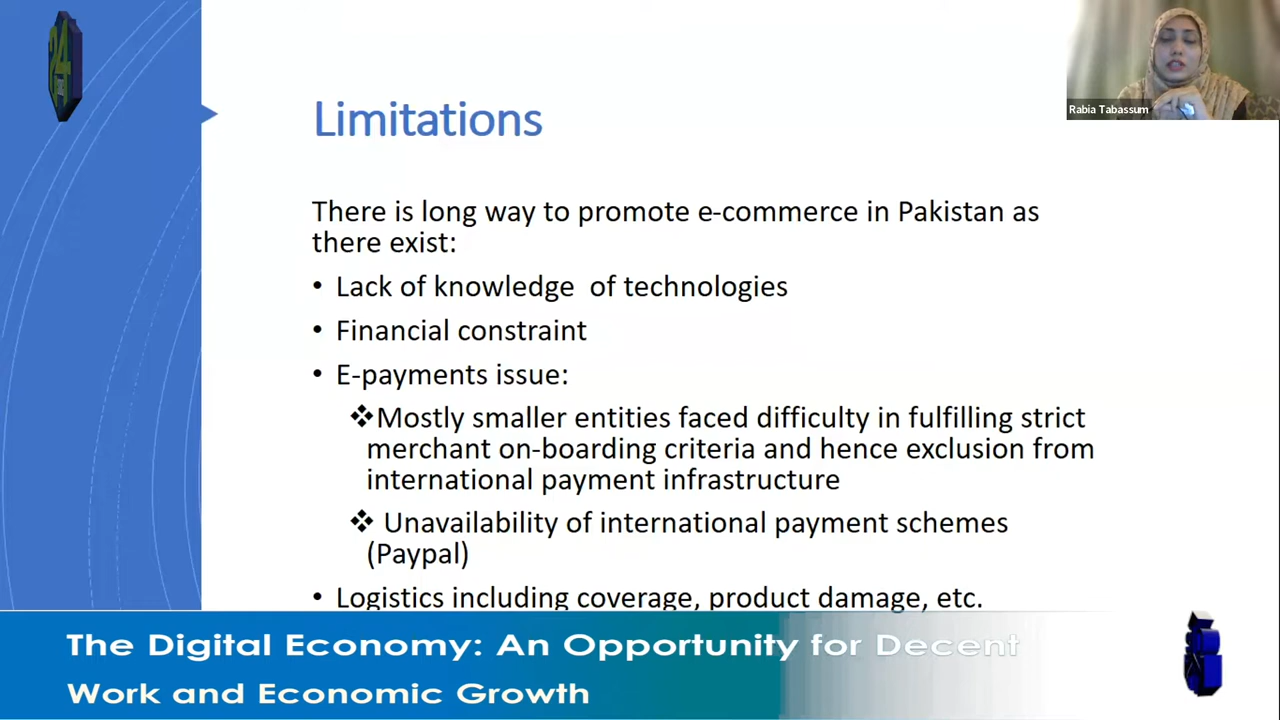 24
Rabia Tabassum
Limitations
There is long way to promote e-commerce in Pakistan as
there exist:
• Lack of knowledge  of technologies
• Financial constraint
• E-payments issue:
❖Mostly smaller entities faced difficulty in fulfilling strict
merchant on-boarding criteria and hence exclusion from
international payment infrastructure
❖ Unavailability of international payment schemes
(Paypal)
• Logistics including coverage, product damage, etc.
The Digital Economy: An Opportunity for Decent
Work and Economic Growth